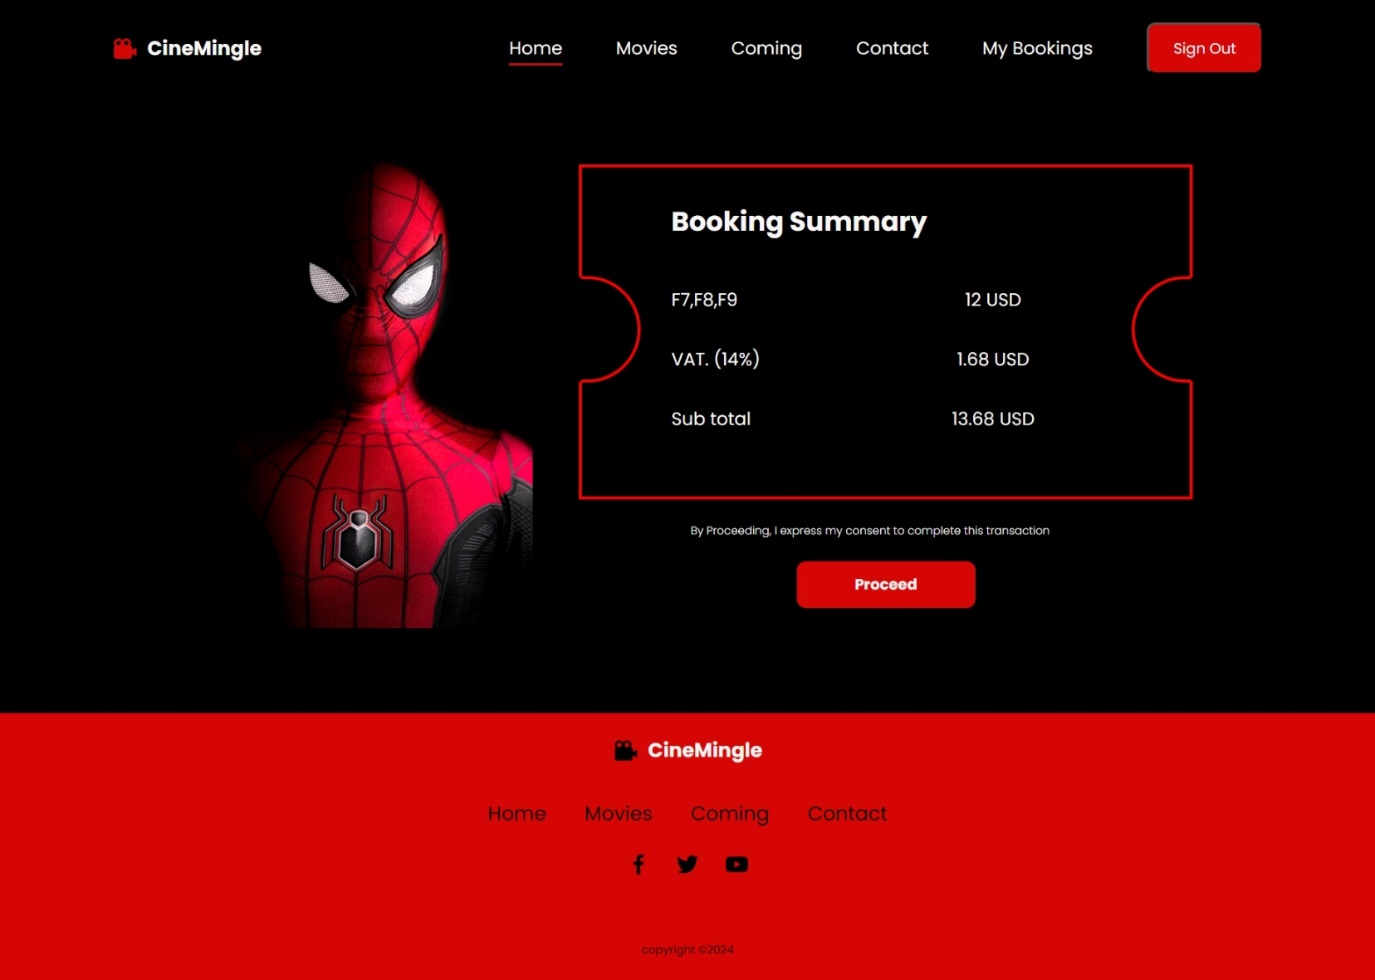 CineMingle
Home Movies Coming Contact My Bookings Sign Out
Booking Summary
F7,F8,F9 12 USD
VAT. (14%) 1.68 USD
Sub total 13.68 USD
By Proceeding, I express my consent to complete this transaction
Proceed
CineMingle
Home Movies Coming Contact
copyright ©2024